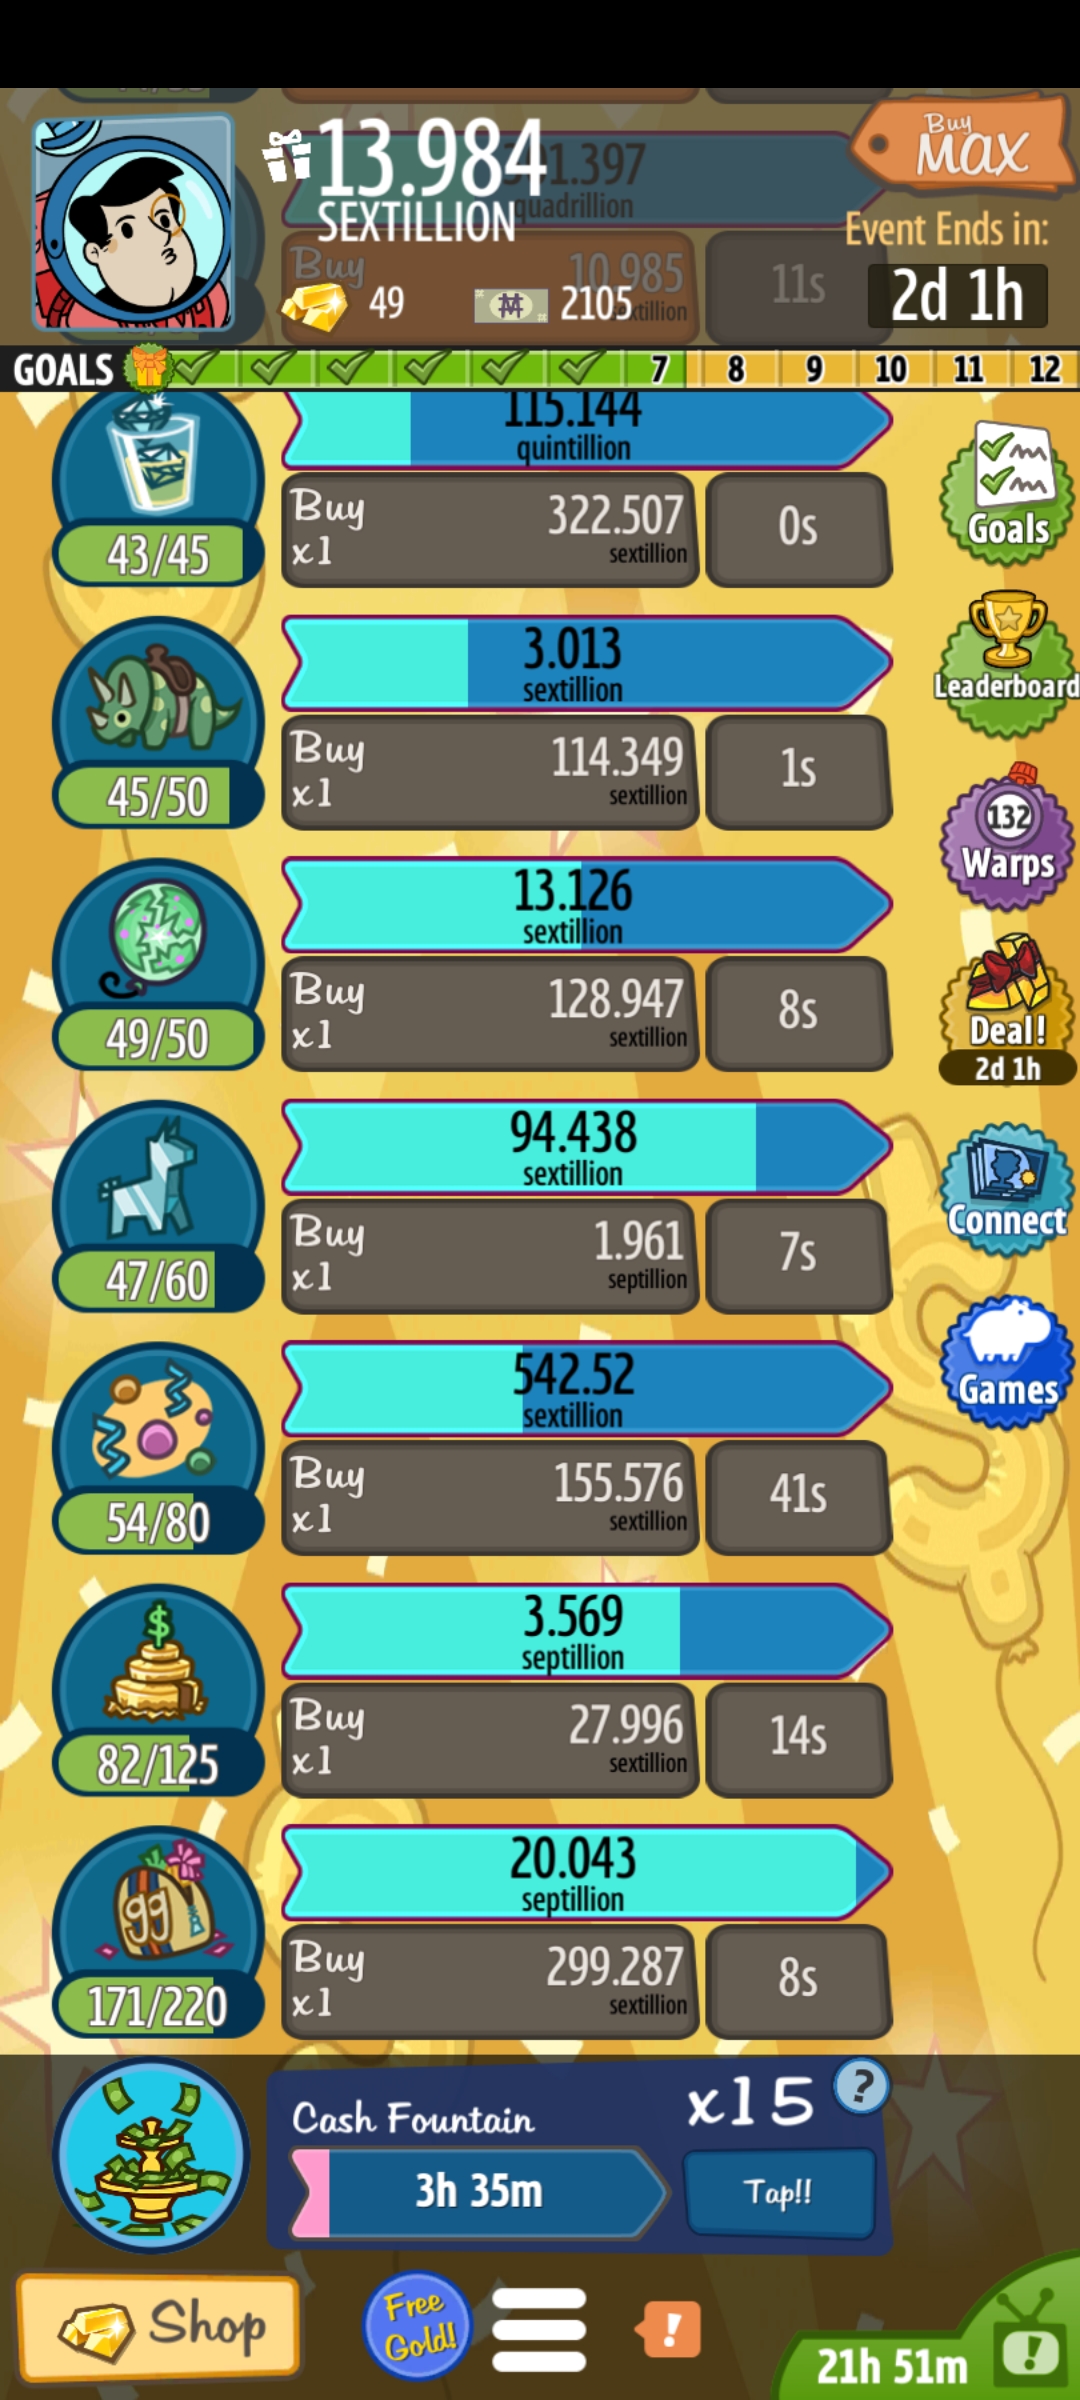 13.984
SEXTILLION
Buy
MAX
quadrillion
Buy
10.985
11s
Event Ends in:
2d 1h
49
2105
GOALS
7 8 9 10 11 12
115.144
quintillion
Buy
x1
322.507
sextillion
0s
43/45
Goals
3.013
sextillion
Buy
x1
114.349
sextillion
1s
45/50
Leaderboard
13.126
sextillion
Buy
x1
128.947
sextillion
8s
49/50
132
Warps
Deal!
2d 1h
94.438
sextillion
Buy
x1
1.961
septillion
7s
47/60
Connect
542.52
sextillion
Buy
x1
155.576
sextillion
41s
54/80
Games
3.569
septillion
Buy
x1
27.996
sextillion
14s
$
82/125
20.043
septillion
Buy
x1
299.287
sextillion
8s
99
171/220
Cash Fountain
x15
?
3h 35m
Tap!!
Shop
Free
Gold!
!
21h 51m
!